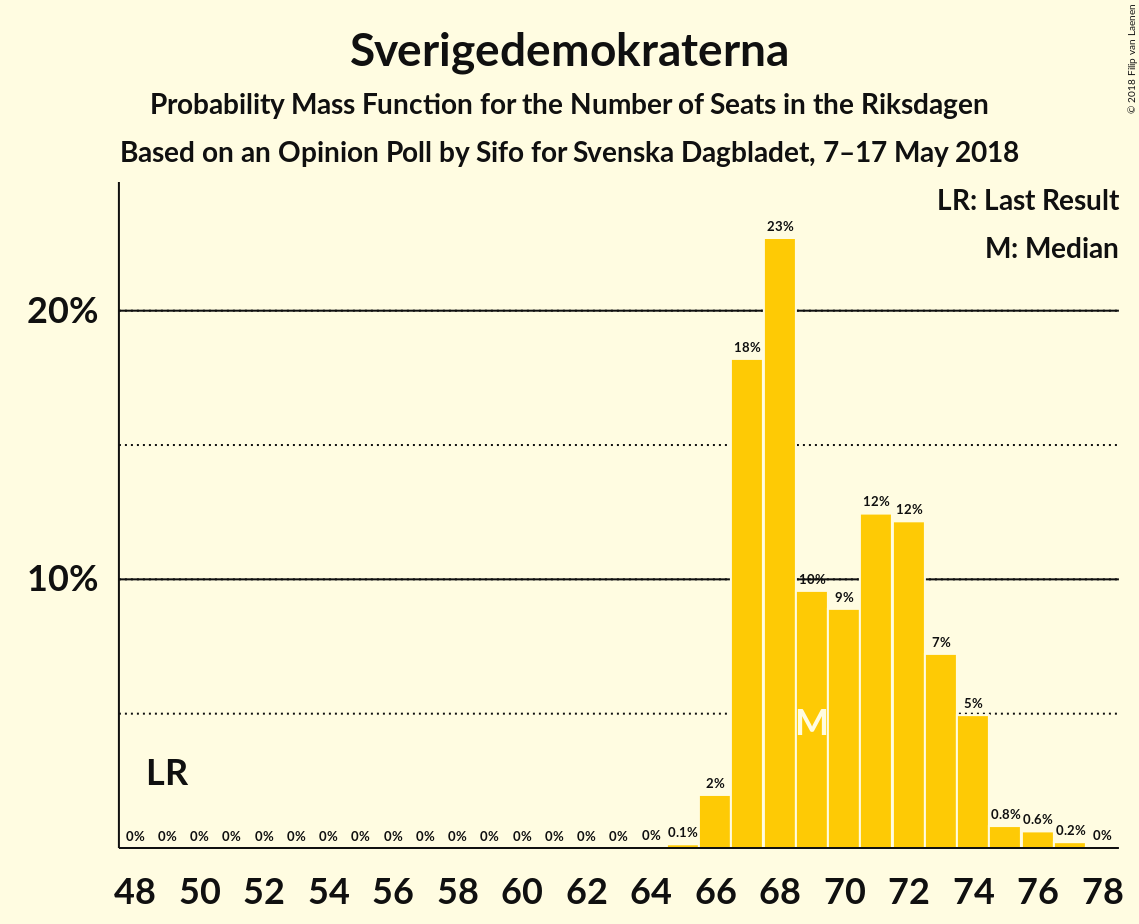 © 2018 Filip van Laenen
Sverigedemokraterna
Probability Mass Function for the Number of Seats in the Riksdagen
Based on an Opinion Poll by Sifo for Svenska Dagbladet, 7–17 May 2018
LR: Last Result
M: Median
20%
10%
0% 0% 0% 0% 0% 0% 0% 0% 0% 0% 0% 0% 0% 0% 0% 0% 0% 0.1% 2% 18% 23% 10% 9% 12% 12% 7% 5% 0.8% 0.6% 0.2% 0%
LR
M
48 50 52 54 56 58 60 62 64 66 68 70 72 74 76 78